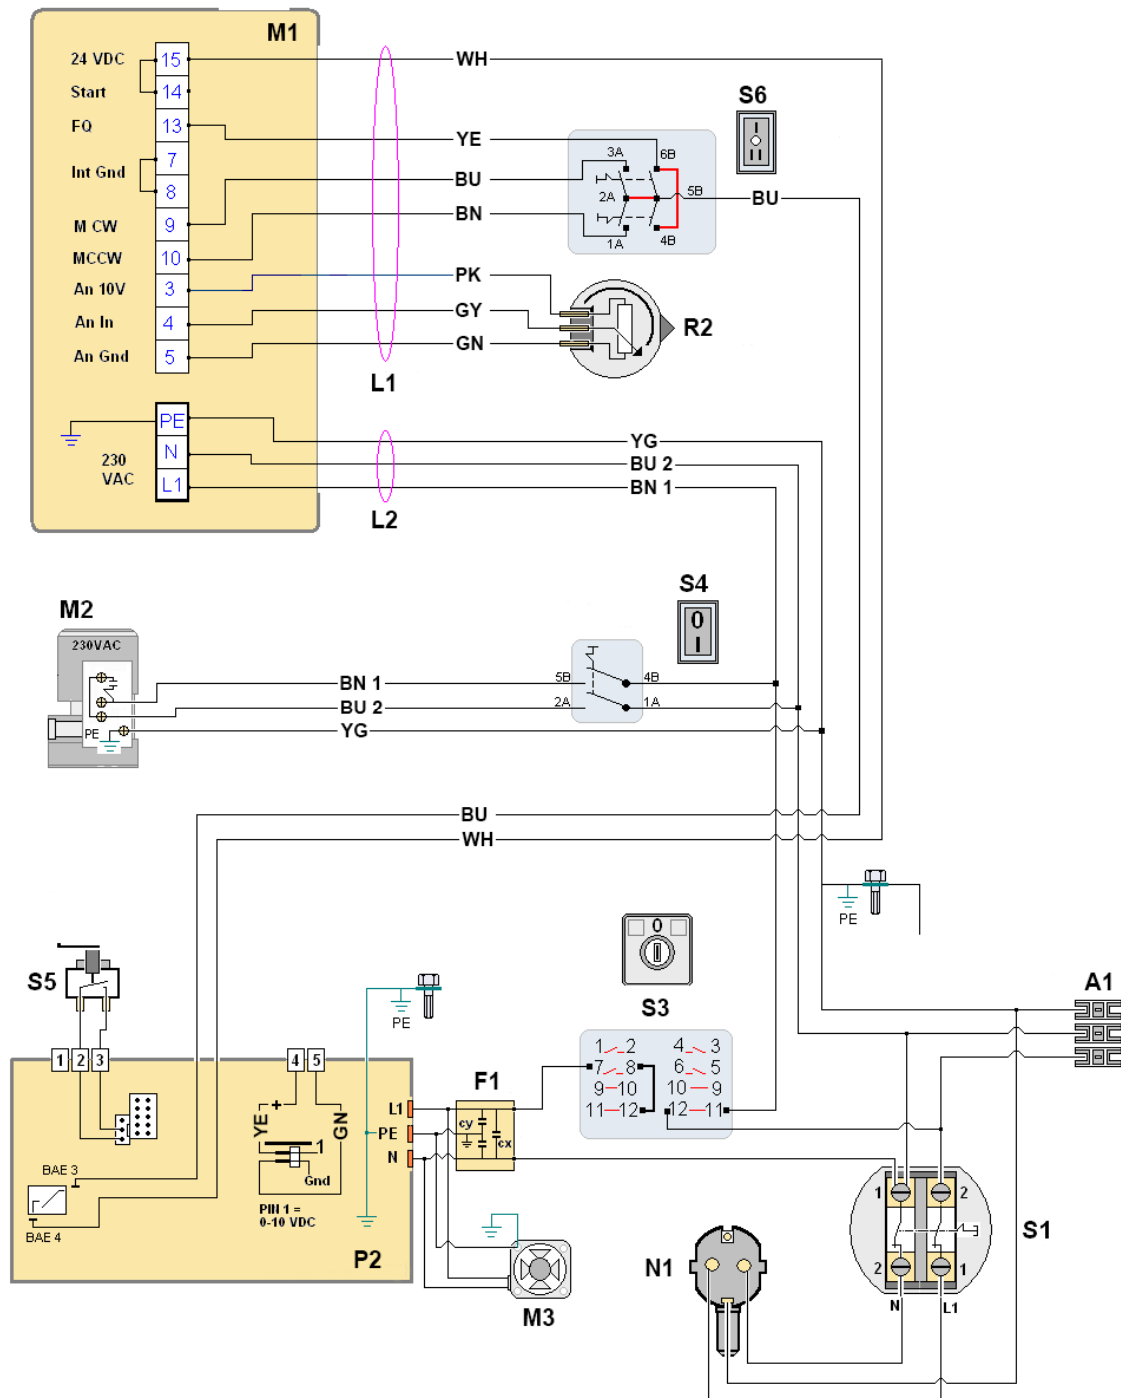 M1
24 VDC 15 WH
Start 14
FQ 13 YE
Int Gnd 7
8
M CW 9 BU
MCCW 10 BN
An 10V 3 PK
An In 4 GY
An Gnd 5 GN
L1
S6
I
II
3A 6B
2A 5B BU
1A 4B
R2
PE YG
230 VAC N BU 2
L1 BN 1
L2
S4
0
I
M2
230VAC
BN 1 5B 4B
BU 2 2A 1A
PE YG
BU
WH
PE
0
S3
S5
PE
A1
1 2 3 4 5
1 2 4 3
7 8 6 5
9 10 10 9
11 12 12 11
F1
L1
PE
N
cy
cx
YE + GN
1
Gnd
PIN 1 =
0-10 VDC
BAE 3
BAE 4
P2
M3
N1
1 2
S1
2 1
N L1